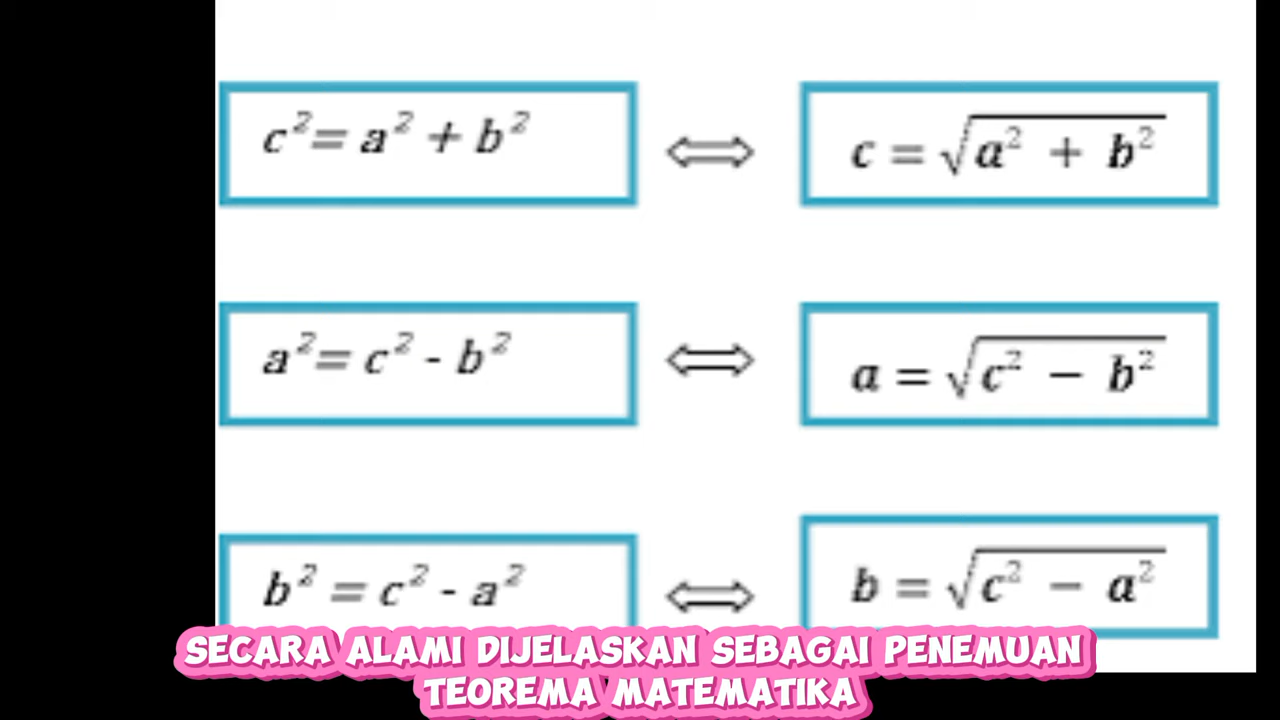 c²= a² + b² ⇔ c = √(a² + b²)
a²= c² - b² ⇔ a = √(c² − b²)
b² = c² - a² ⇔ b = √(c² − a²)
SECARA ALAMI DIJELASKAN SEBAGAI PENEMUAN
TEOREMA MATEMATIKA